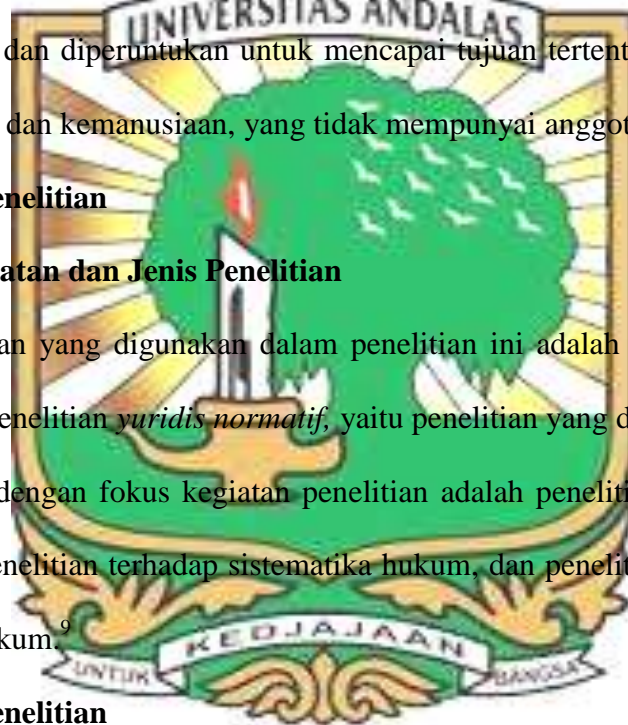 UNIVERSITAS ANDALAS
dan diperuntukan untuk mencapai tujuan tertent
dan kemanusiaan, yang tidak mempunyai anggot
enelitian
atan dan Jenis Penelitian
an yang digunakan dalam penelitian ini adalah
enelitian yuridis normatif, yaitu penelitian yang d
dengan fokus kegiatan penelitian adalah peneliti
enelitian terhadap sistematika hukum, dan penelit
kum.9
UNTUK KEDJAJAAN BANGSA
enelitian